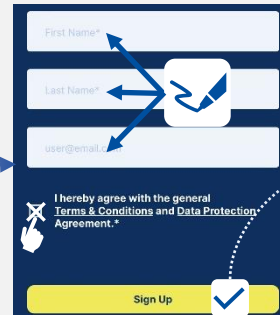 First Name*
Last Name*
user@email.com
I hereby agree with the general
Terms & Conditions and Data Protection
Agreement.*
Sign Up